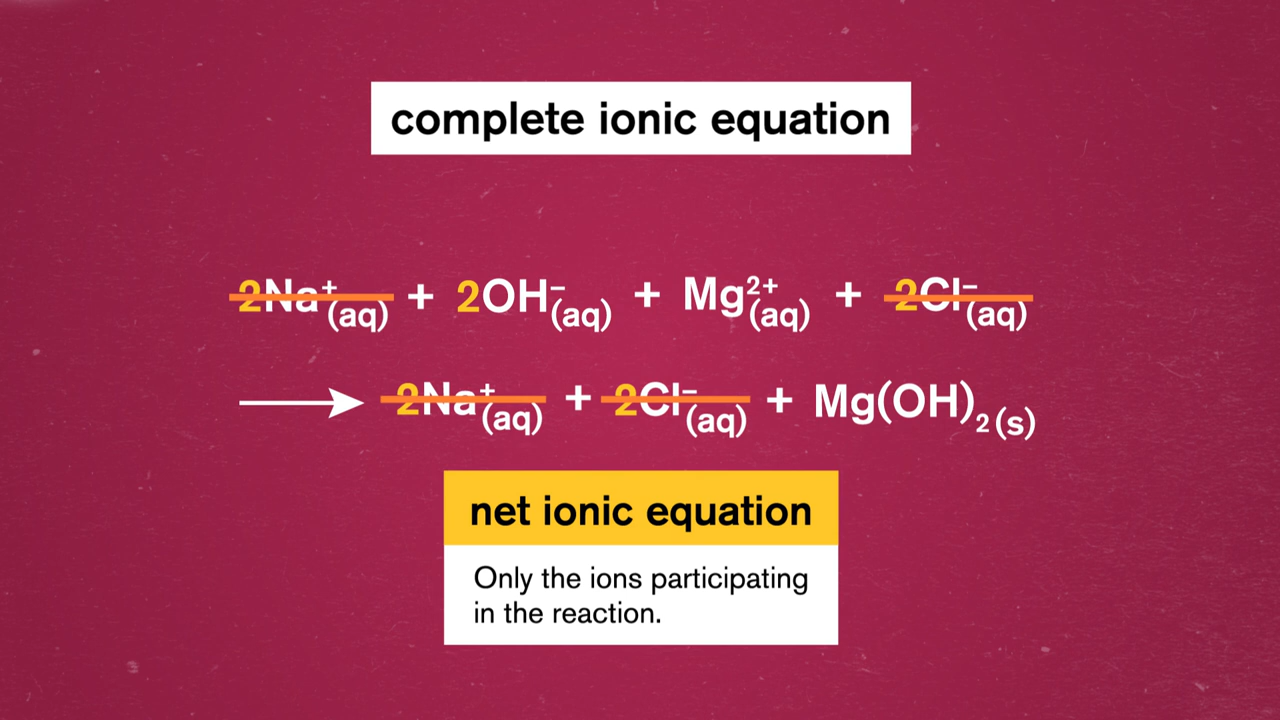 complete ionic equation
2Na⁺(aq) + 2OH⁻(aq) + Mg²⁺(aq) + 2Cl⁻(aq)
⟶ 2Na⁺(aq) + 2Cl⁻(aq) + Mg(OH)₂(s)
net ionic equation
Only the ions participating
in the reaction.